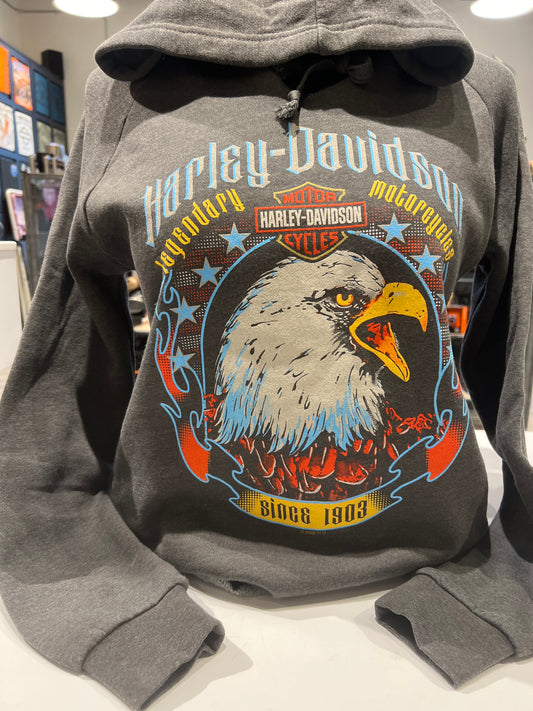 Harley-Davidson
Legendary motorcycles
MOTOR
HARLEY-DAVIDSON
CYCLES
SINCE 1903